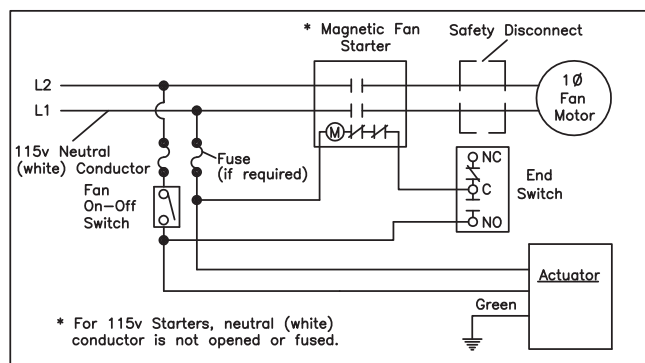 * Magnetic Fan
Starter
Safety Disconnect
L2
L1
1Ø
Fan
Motor
M
115v Neutral
(white) Conductor
Fuse
(if required)
NC
C
NO
End
Switch
Fan
On–Off
Switch
Actuator
Green
* For 115v Starters, neutral (white)
conductor is not opened or fused.